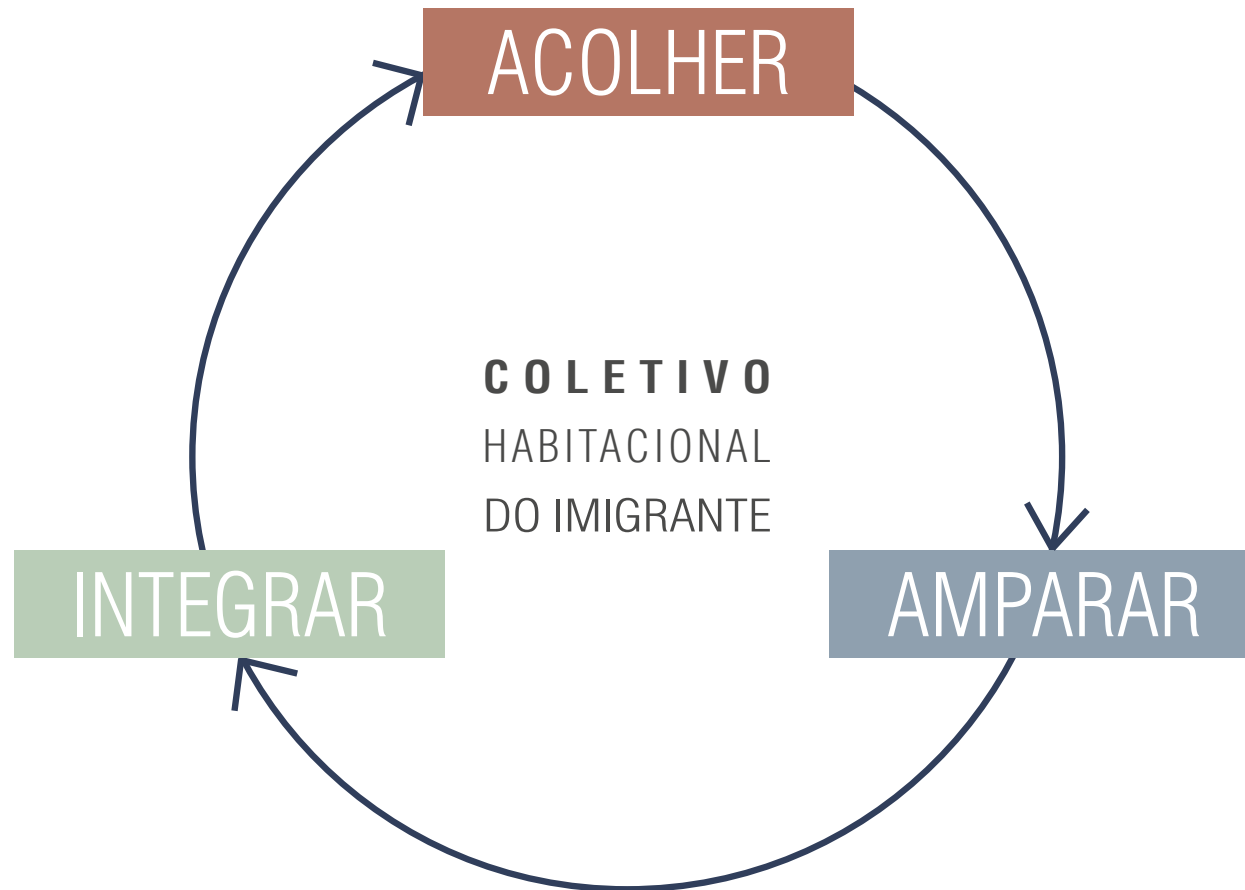 ACOLHER
COLETIVO
HABITACIONAL
DO IMIGRANTE
INTEGRAR
AMPARAR